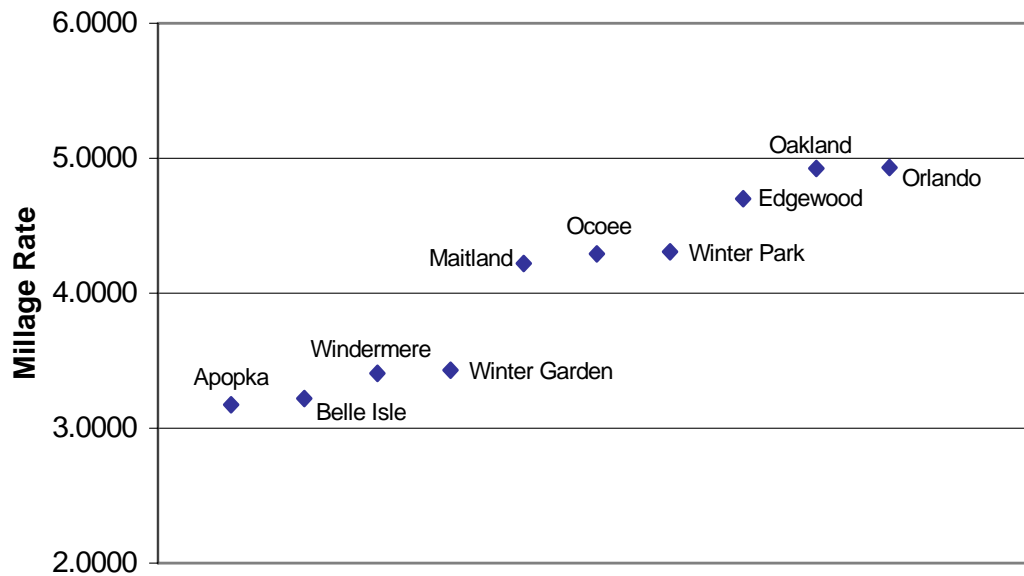 6.0000
5.0000
4.0000
3.0000
2.0000
Millage Rate
Apopka
Belle Isle
Windermere
Winter Garden
Maitland
Ocoee
Winter Park
Edgewood
Oakland
Orlando